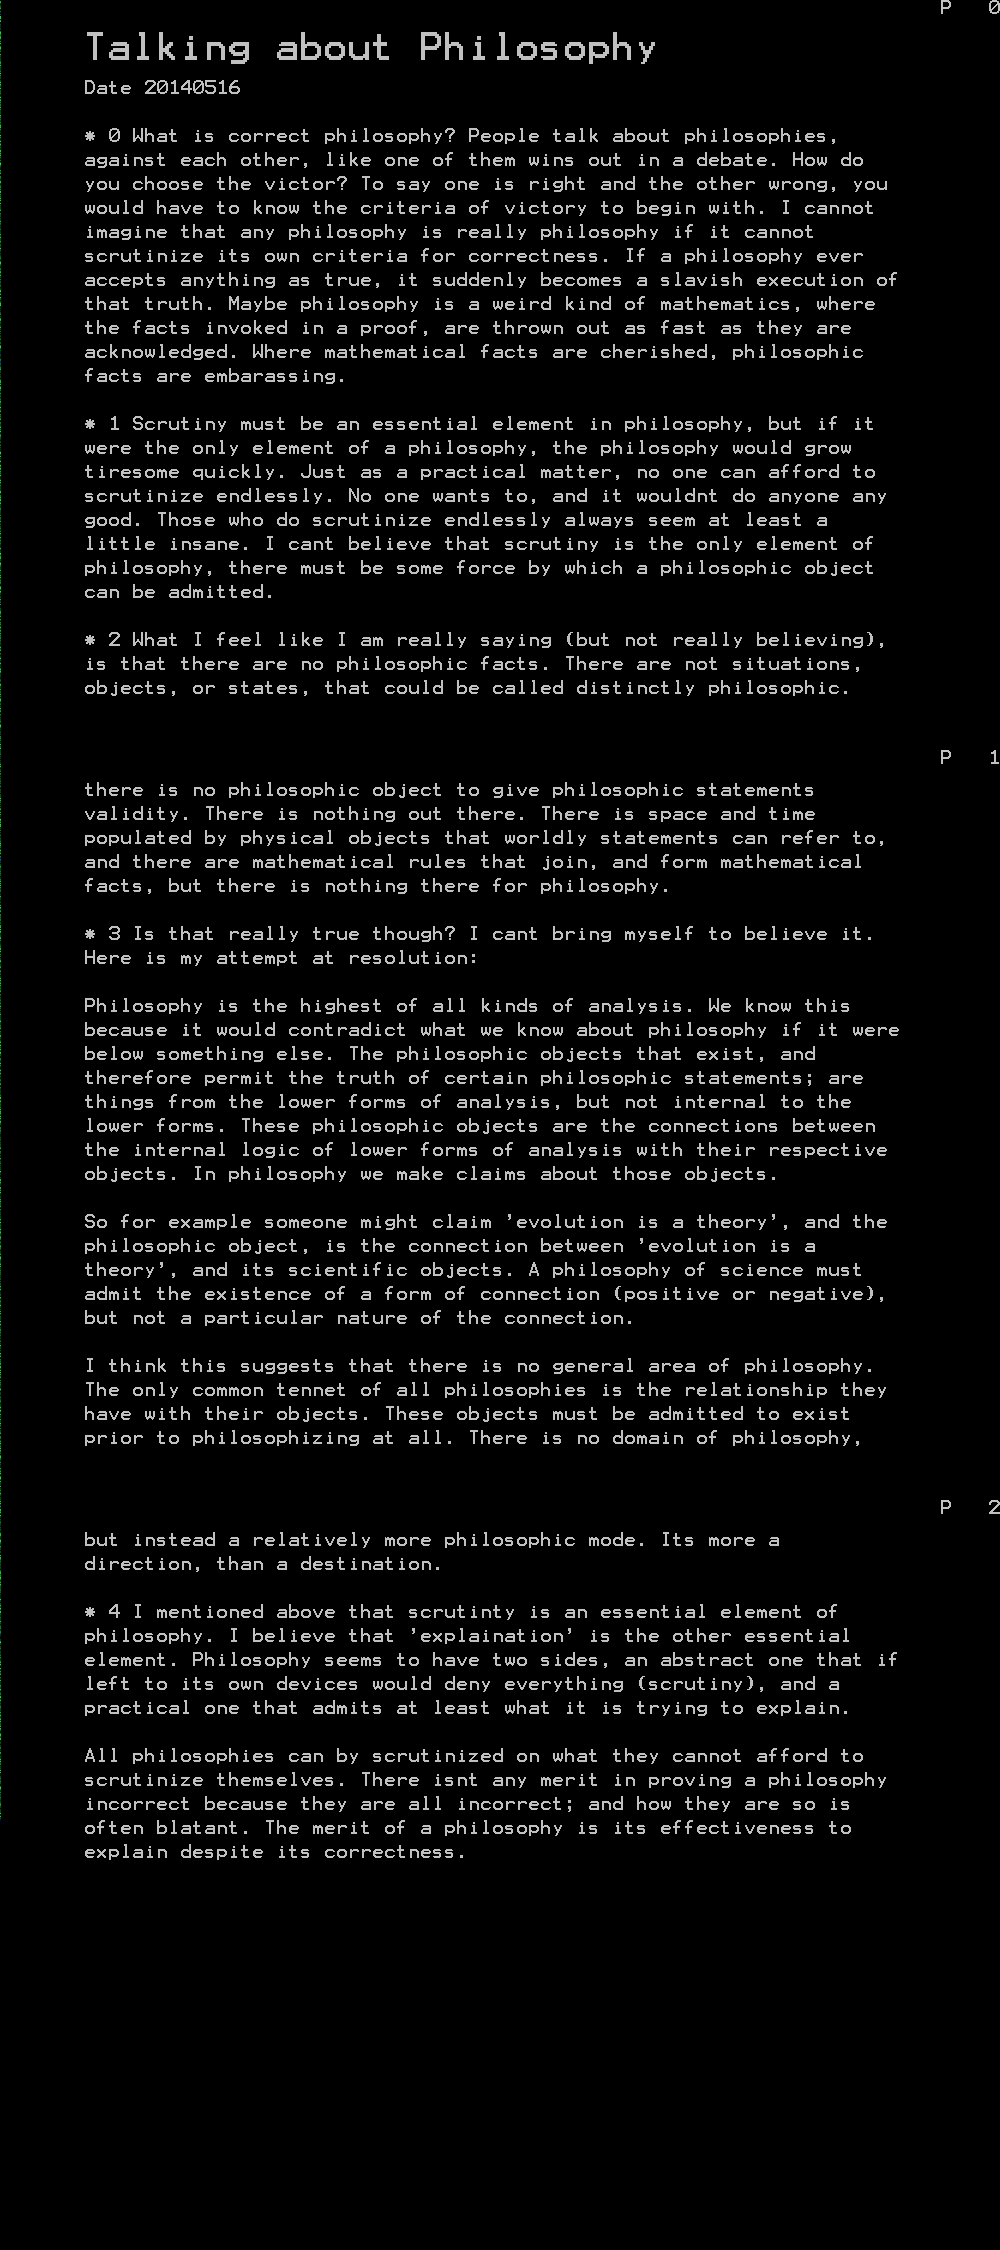 P 0
Talking about Philosophy
Date 20140516
* 0 What is correct philosophy? People talk about philosophies,
against each other, like one of them wins out in a debate. How do
you choose the victor? To say one is right and the other wrong, you
would have to know the criteria of victory to begin with. I cannot
imagine that any philosophy is really philosophy if it cannot
scrutinize its own criteria for correctness. If a philosophy ever
accepts anything as true, it suddenly becomes a slavish execution of
that truth. Maybe philosophy is a weird kind of mathematics, where
the facts invoked in a proof, are thrown out as fast as they are
acknowledged. Where mathematical facts are cherished, philosophic
facts are embarassing.
* 1 Scrutiny must be an essential element in philosophy, but if it
were the only element of a philosophy, the philosophy would grow
tiresome quickly. Just as a practical matter, no one can afford to
scrutinize endlessly. No one wants to, and it wouldnt do anyone any
good. Those who do scrutinize endlessly always seem at least a
little insane. I cant believe that scrutiny is the only element of
philosophy, there must be some force by which a philosophic object
can be admitted.
* 2 What I feel like I am really saying (but not really believing),
is that there are no philosophic facts. There are not situations,
objects, or states, that could be called distinctly philosophic.
P 1
there is no philosophic object to give philosophic statements
validity. There is nothing out there. There is space and time
populated by physical objects that worldly statements can refer to,
and there are mathematical rules that join, and form mathematical
facts, but there is nothing there for philosophy.
* 3 Is that really true though? I cant bring myself to believe it.
Here is my attempt at resolution:
Philosophy is the highest of all kinds of analysis. We know this
because it would contradict what we know about philosophy if it were
below something else. The philosophic objects that exist, and
therefore permit the truth of certain philosophic statements; are
things from the lower forms of analysis, but not internal to the
lower forms. These philosophic objects are the connections between
the internal logic of lower forms of analysis with their respective
objects. In philosophy we make claims about those objects.
So for example someone might claim 'evolution is a theory', and the
philosophic object, is the connection between 'evolution is a
theory', and its scientific objects. A philosophy of science must
admit the existence of a form of connection (positive or negative),
but not a particular nature of the connection.
I think this suggests that there is no general area of philosophy.
The only common tennet of all philosophies is the relationship they
have with their objects. These objects must be admitted to exist
prior to philosophizing at all. There is no domain of philosophy,
P 2
but instead a relatively more philosophic mode. Its more a
direction, than a destination.
* 4 I mentioned above that scrutinty is an essential element of
philosophy. I believe that 'explaination' is the other essential
element. Philosophy seems to have two sides, an abstract one that if
left to its own devices would deny everything (scrutiny), and a
practical one that admits at least what it is trying to explain.
All philosophies can by scrutinized on what they cannot afford to
scrutinize themselves. There isnt any merit in proving a philosophy
incorrect because they are all incorrect; and how they are so is
often blatant. The merit of a philosophy is its effectiveness to
explain despite its correctness.